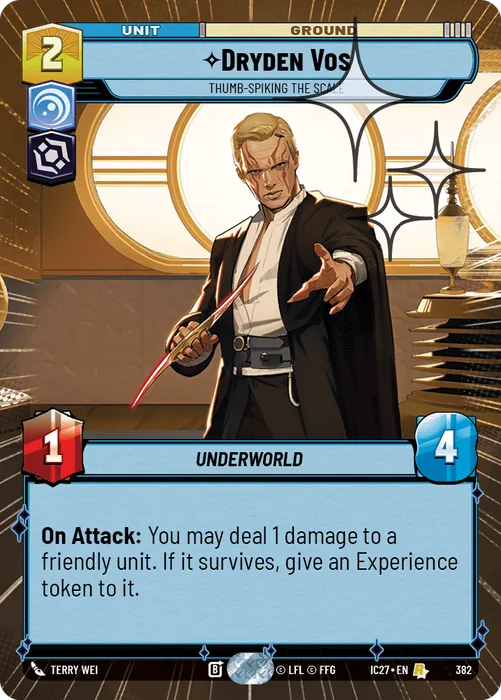 2
UNIT
GROUND
DRYDEN VOS
THUMB-SPIKING THE SCALE
1
4
UNDERWORLD
On Attack: You may deal 1 damage to a
friendly unit. If it survives, give an Experience
token to it.
TERRY WEI
© LFL © FFG
IC27 • EN
R
382